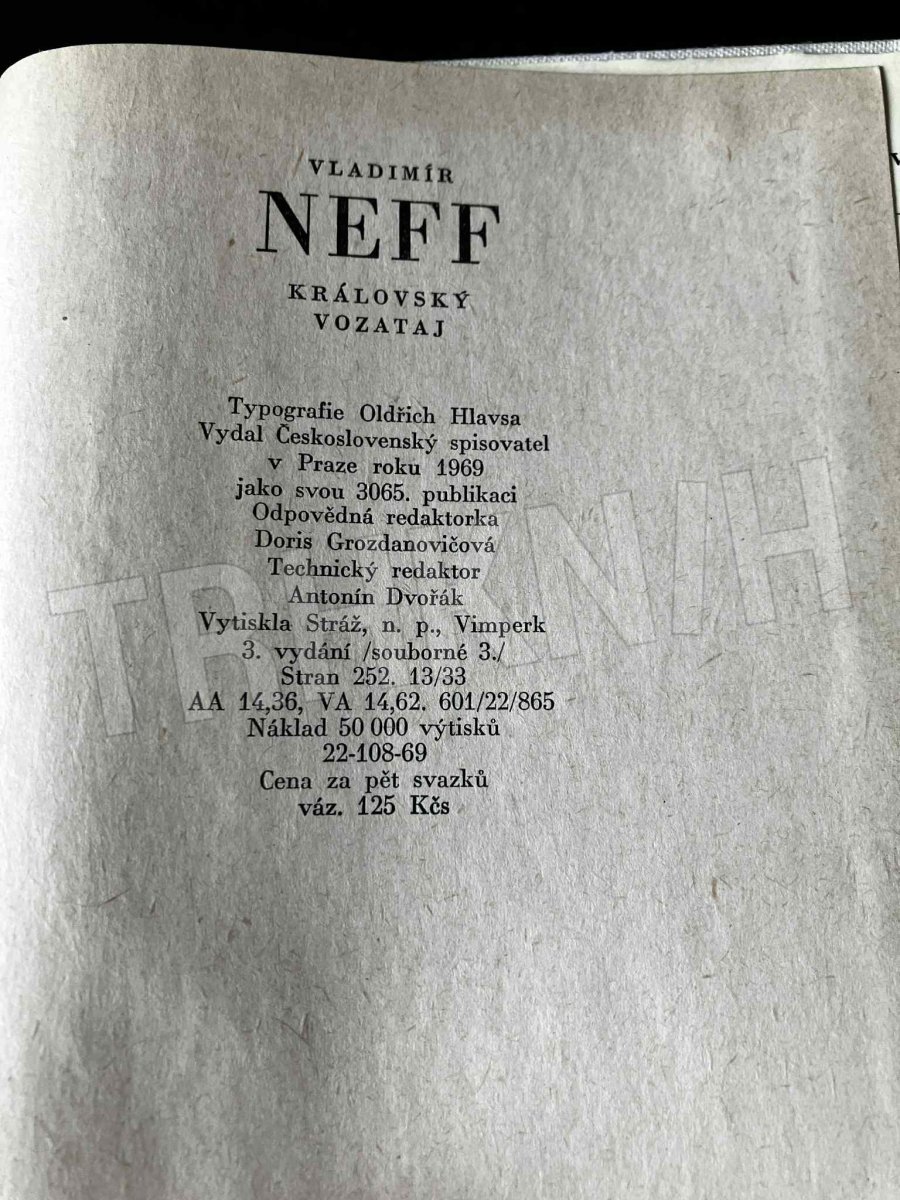 VLADIMÍR
NEFF
KRÁLOVSKÝ
VOZATAJ
Typografie Oldřich Hlavsa
Vydal Československý spisovatel
v Praze roku 1969
jako svou 3065. publikaci
Odpovědná redaktorka
Doris Grozdanovičová
Technický redaktor
Antonín Dvořák
Vytiskla Stráž, n. p., Vimperk
3. vydání /souborné 3./
Stran 252. 13/33
AA 14,36, VA 14,62. 601/22/865
Náklad 50 000 výtisků
22-108-69
Cena za pět svazků
váz. 125 Kčs